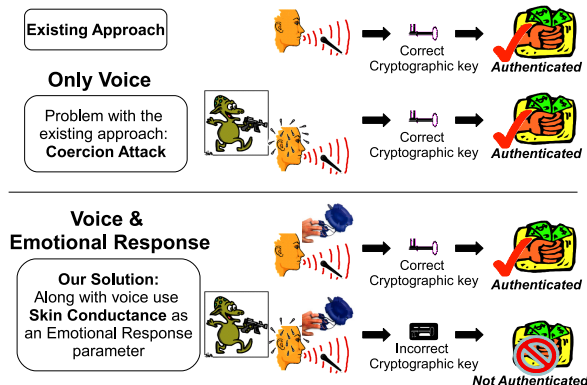 Existing Approach
Correct
Cryptographic key
Authenticated
Only Voice
Problem with the
existing approach:
Coercion Attack
Correct
Cryptographic key
Authenticated
Voice &
Emotional Response
Correct
Cryptographic key
Authenticated
Our Solution:
Along with voice use
Skin Conductance as
an Emotional Response
parameter
Incorrect
Cryptographic key
Not Authenticated